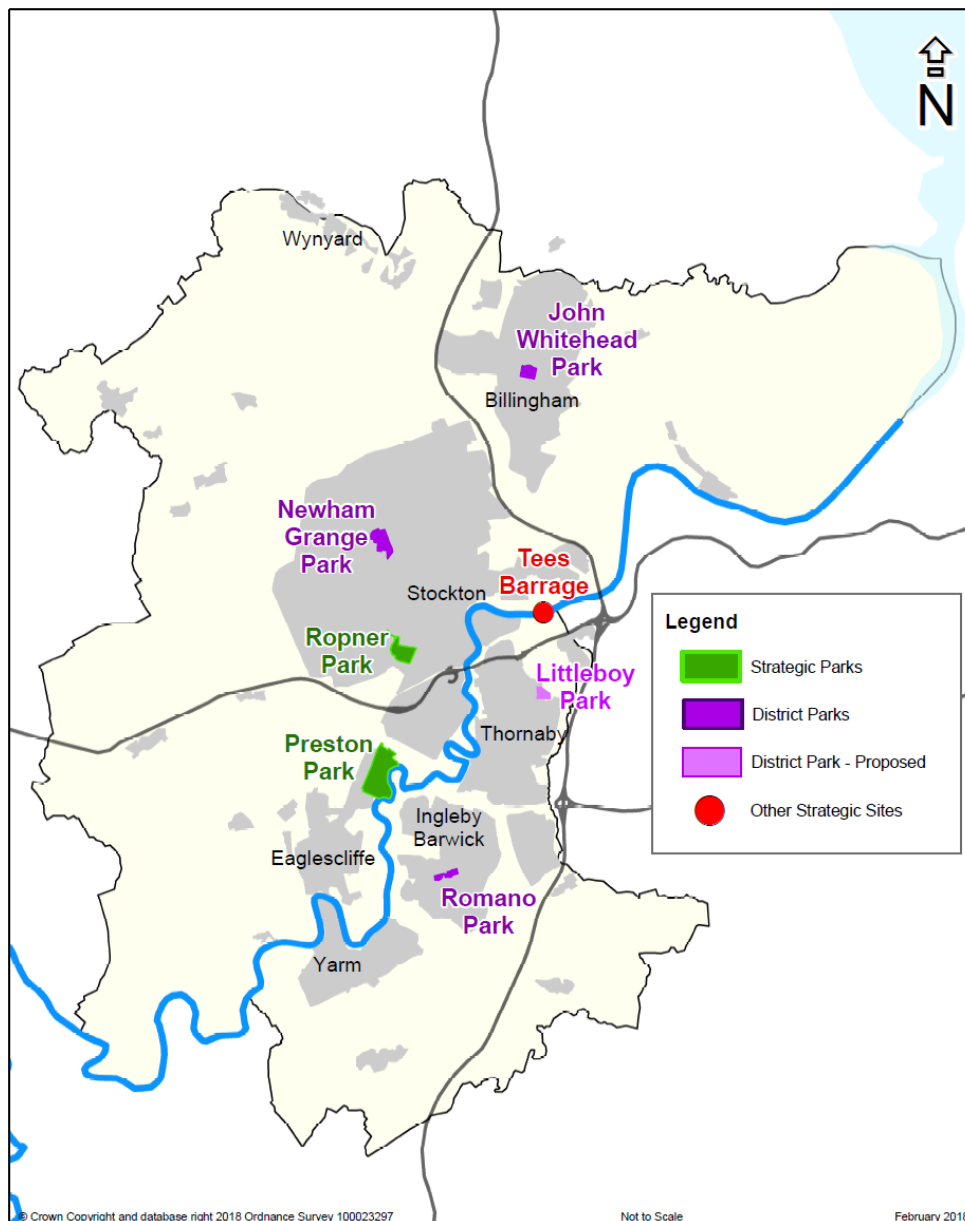 N
Wynyard
John
Whitehead
Park
Billingham
Newham
Grange
Park
Tees
Barrage
Stockton
Ropner
Park
Littleboy
Park
Thornaby
Preston
Park
Ingleby
Barwick
Eaglescliffe
Romano
Park
Yarm
Legend
Strategic Parks
District Parks
District Park - Proposed
Other Strategic Sites
© Crown Copyright and database right 2018 Ordnance Survey 100023297
Not to Scale
February 2018